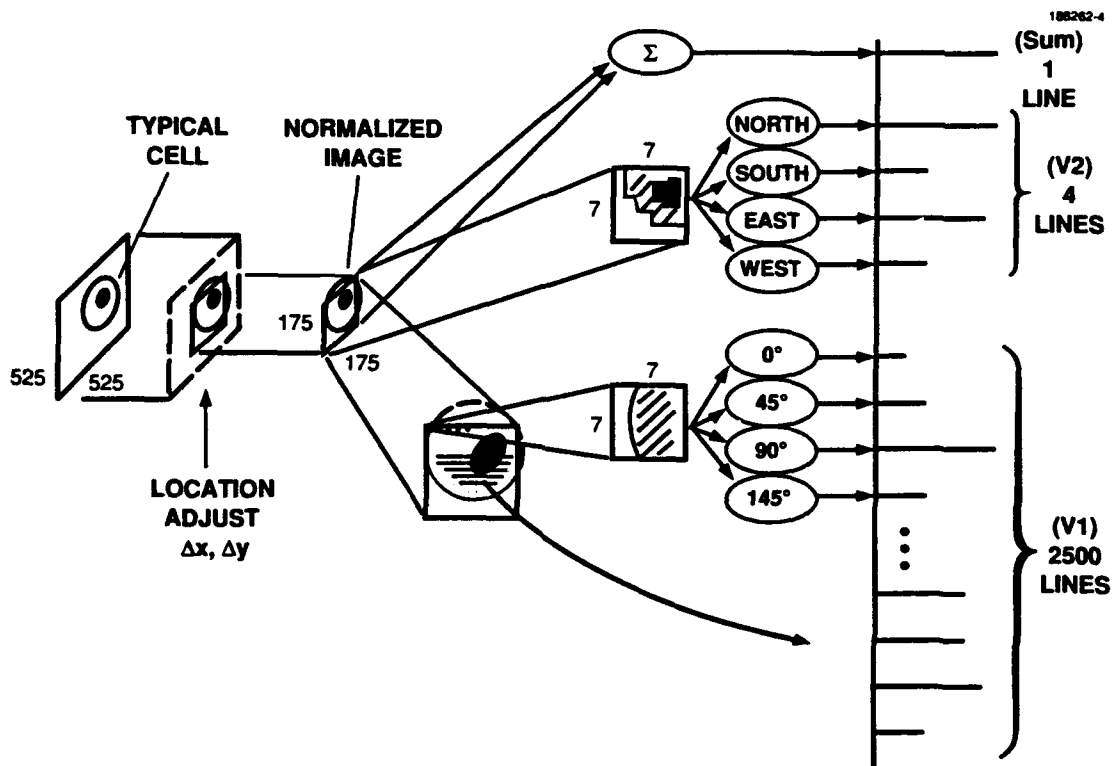 188262-4
Σ
(Sum)
1
LINE
TYPICAL
CELL
NORMALIZED
IMAGE
525
525
LOCATION
ADJUST
Δx, Δy
175
175
7
7
NORTH
SOUTH
EAST
WEST
(V2)
4
LINES
7
7
0°
45°
90°
145°
(V1)
2500
LINES